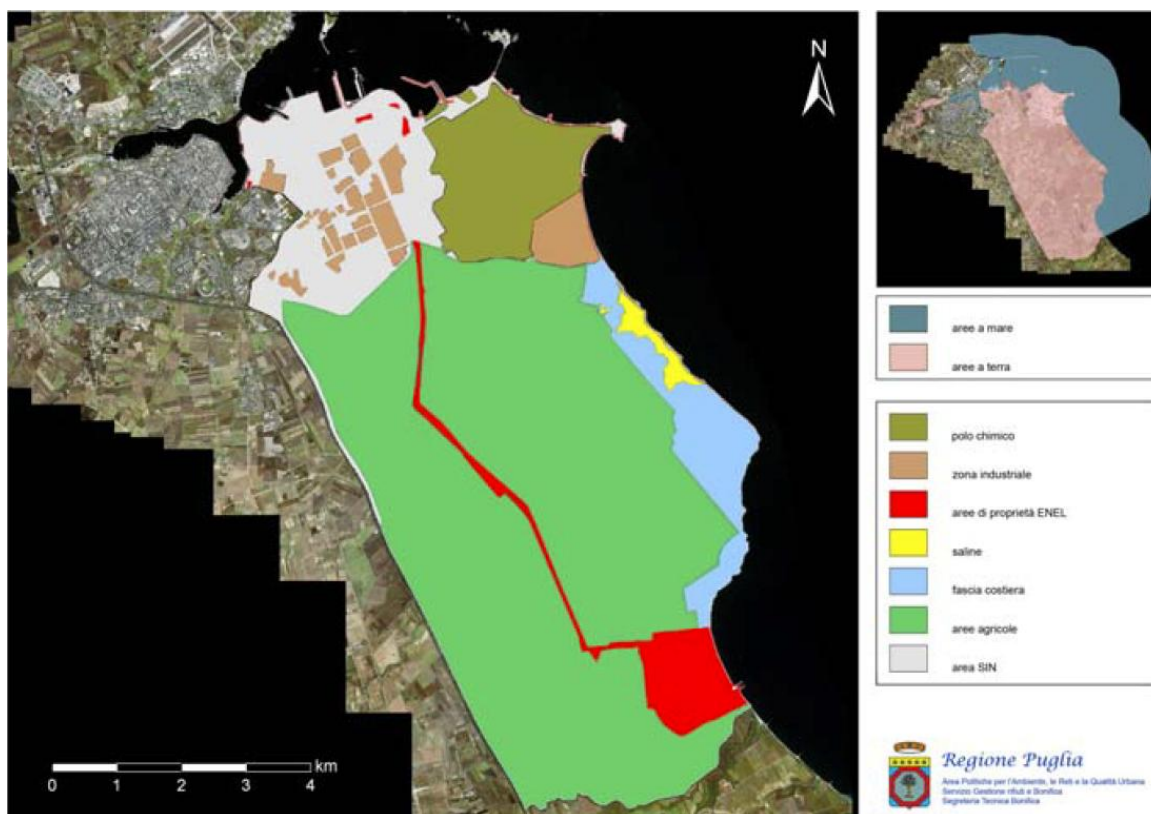 N
0 1 2 3 4 km
aree a mare
aree a terra
polo chimico
zona industriale
aree di proprietà ENEL
saline
fascia costiera
aree agricole
area SIN
Regione Puglia
Area Politiche per l'Ambiente, le Reti e la Qualità Urbana
Servizio Gestione rifiuti e Bonifica
Segreteria Tecnica Bonifica